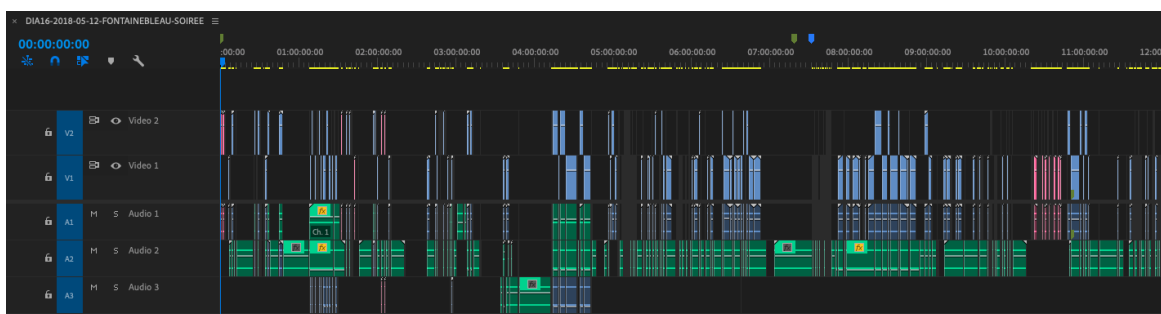 × DIA16-2018-05-12-FONTAINEBLEAU-SOIREE ≡
00:00:00:00
:00:00 01:00:00:00 02:00:00:00 03:00:00:00 04:00:00:00 05:00:00:00 06:00:00:00 07:00:00:00 08:00:00:00 09:00:00:00 10:00:00:00 11:00:00:00 12:00
V2 Video 2
V1 Video 1
A1 M S Audio 1
fx
Ch. 1
A2 M S Audio 2
fx fx fx fx
A3 M S Audio 3
fx